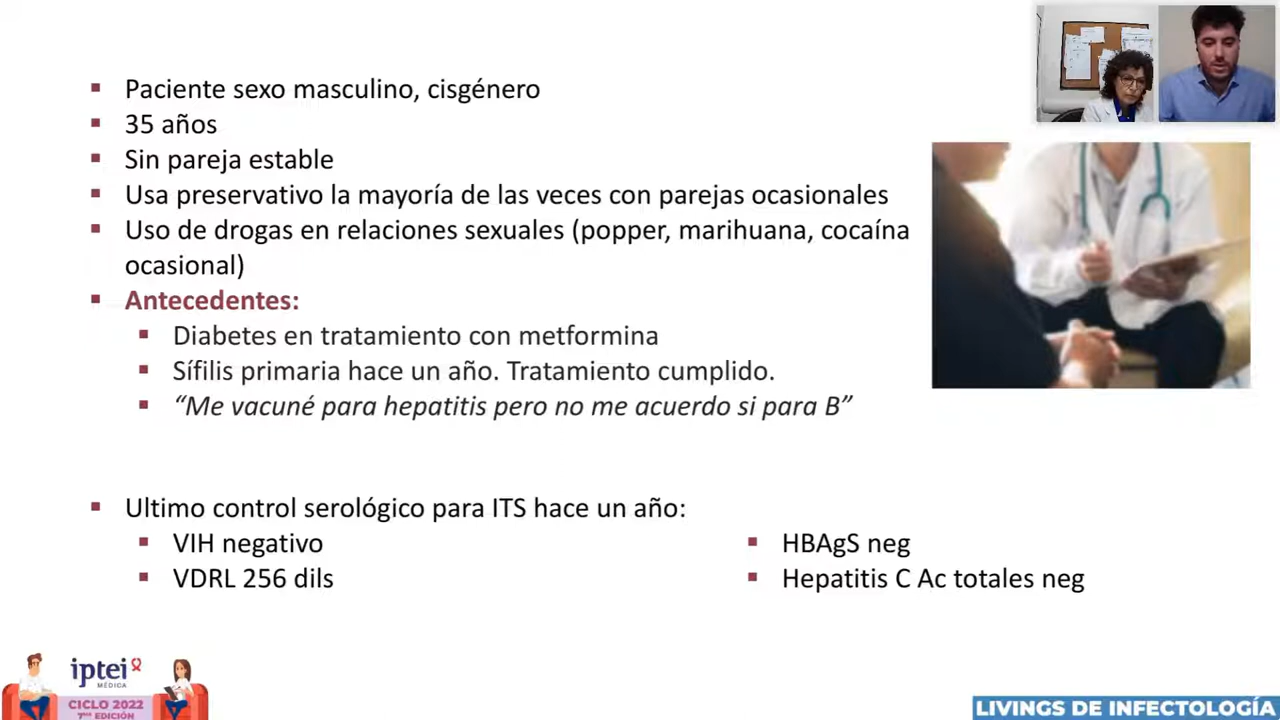 Paciente sexo masculino, cisgénero
35 años
Sin pareja estable
Usa preservativo la mayoría de las veces con parejas ocasionales
Uso de drogas en relaciones sexuales (popper, marihuana, cocaína
ocasional)
Antecedentes:
Diabetes en tratamiento con metformina
Sífilis primaria hace un año. Tratamiento cumplido.
“Me vacuné para hepatitis pero no me acuerdo si para B”
Ultimo control serológico para ITS hace un año:
VIH negativo
VDRL 256 dils
HBAgS neg
Hepatitis C Ac totales neg
iptei
MÉDICA
CICLO 2022
7MA EDICIÓN
LIVINGS DE INFECTOLOGÍA